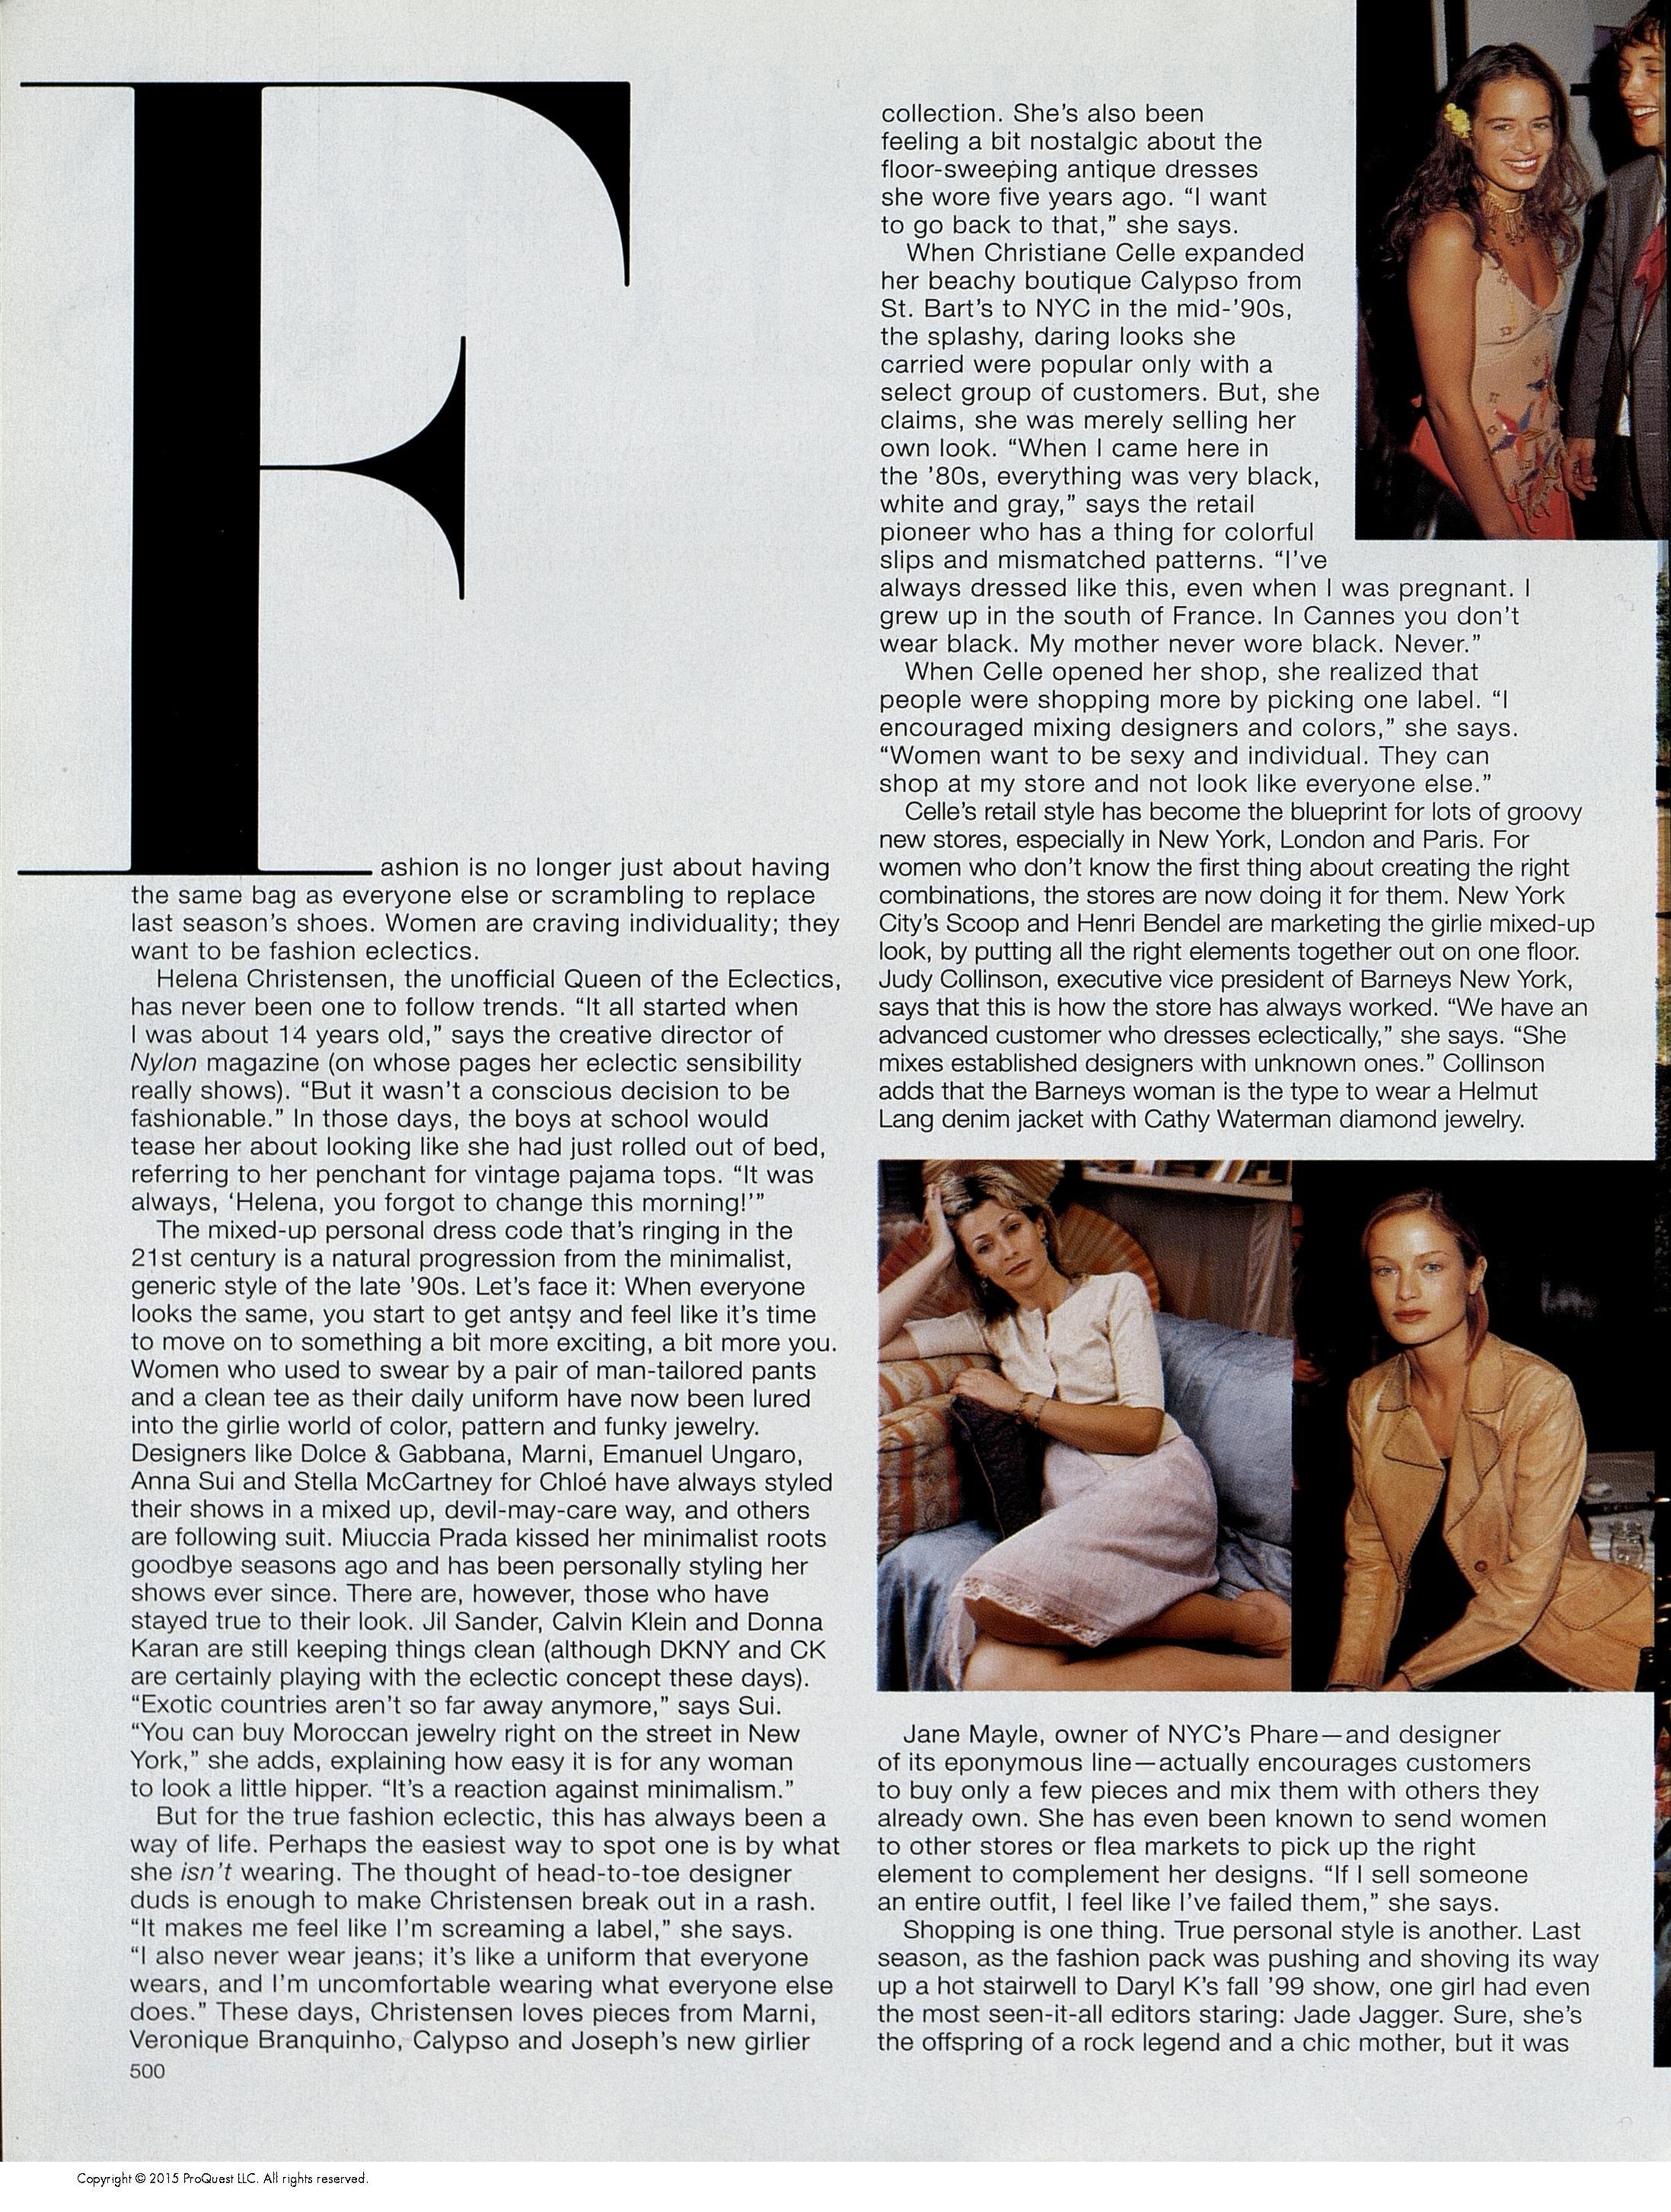 Fashion is no longer just about having
the same bag as everyone else or scrambling to replace
last season's shoes. Women are craving individuality; they
want to be fashion eclectics.
Helena Christensen, the unofficial Queen of the Eclectics,
has never been one to follow trends. “It all started when
I was about 14 years old,” says the creative director of
Nylon magazine (on whose pages her eclectic sensibility
really shows). “But it wasn't a conscious decision to be
fashionable.” In those days, the boys at school would
tease her about looking like she had just rolled out of bed,
referring to her penchant for vintage pajama tops. “It was
always, ‘Helena, you forgot to change this morning!’”
The mixed-up personal dress code that's ringing in the
21st century is a natural progression from the minimalist,
generic style of the late '90s. Let's face it: When everyone
looks the same, you start to get antsy and feel like it's time
to move on to something a bit more exciting, a bit more you.
Women who used to swear by a pair of man-tailored pants
and a clean tee as their daily uniform have now been lured
into the girlie world of color, pattern and funky jewelry.
Designers like Dolce & Gabbana, Marni, Emanuel Ungaro,
Anna Sui and Stella McCartney for Chloé have always styled
their shows in a mixed up, devil-may-care way, and others
are following suit. Miuccia Prada kissed her minimalist roots
goodbye seasons ago and has been personally styling her
shows ever since. There are, however, those who have
stayed true to their look. Jil Sander, Calvin Klein and Donna
Karan are still keeping things clean (although DKNY and CK
are certainly playing with the eclectic concept these days).
“Exotic countries aren't so far away anymore,” says Sui.
“You can buy Moroccan jewelry right on the street in New
York,” she adds, explaining how easy it is for any woman
to look a little hipper. “It's a reaction against minimalism.”
But for the true fashion eclectic, this has always been a
way of life. Perhaps the easiest way to spot one is by what
she isn't wearing. The thought of head-to-toe designer
duds is enough to make Christensen break out in a rash.
“It makes me feel like I'm screaming a label,” she says.
“I also never wear jeans; it's like a uniform that everyone
wears, and I'm uncomfortable wearing what everyone else
does.” These days, Christensen loves pieces from Marni,
Veronique Branquinho, Calypso and Joseph's new girlier
500
collection. She's also been
feeling a bit nostalgic about the
floor-sweeping antique dresses
she wore five years ago. “I want
to go back to that,” she says.
When Christiane Celle expanded
her beachy boutique Calypso from
St. Bart's to NYC in the mid-'90s,
the splashy, daring looks she
carried were popular only with a
select group of customers. But, she
claims, she was merely selling her
own look. “When I came here in
the '80s, everything was very black,
white and gray,” says the retail
pioneer who has a thing for colorful
slips and mismatched patterns. “I've
always dressed like this, even when I was pregnant. I
grew up in the south of France. In Cannes you don't
wear black. My mother never wore black. Never.”
When Celle opened her shop, she realized that
people were shopping more by picking one label. “I
encouraged mixing designers and colors,” she says.
“Women want to be sexy and individual. They can
shop at my store and not look like everyone else.”
Celle's retail style has become the blueprint for lots of groovy
new stores, especially in New York, London and Paris. For
women who don't know the first thing about creating the right
combinations, the stores are now doing it for them. New York
City's Scoop and Henri Bendel are marketing the girlie mixed-up
look, by putting all the right elements together out on one floor.
Judy Collinson, executive vice president of Barneys New York,
says that this is how the store has always worked. “We have an
advanced customer who dresses eclectically,” she says. “She
mixes established designers with unknown ones.” Collinson
adds that the Barneys woman is the type to wear a Helmut
Lang denim jacket with Cathy Waterman diamond jewelry.
Jane Mayle, owner of NYC's Phare—and designer
of its eponymous line—actually encourages customers
to buy only a few pieces and mix them with others they
already own. She has even been known to send women
to other stores or flea markets to pick up the right
element to complement her designs. “If I sell someone
an entire outfit, I feel like I've failed them,” she says.
Shopping is one thing. True personal style is another. Last
season, as the fashion pack was pushing and shoving its way
up a hot stairwell to Daryl K's fall '99 show, one girl had even
the most seen-it-all editors staring: Jade Jagger. Sure, she's
the offspring of a rock legend and a chic mother, but it was
Copyright © 2015 ProQuest LLC. All rights reserved.